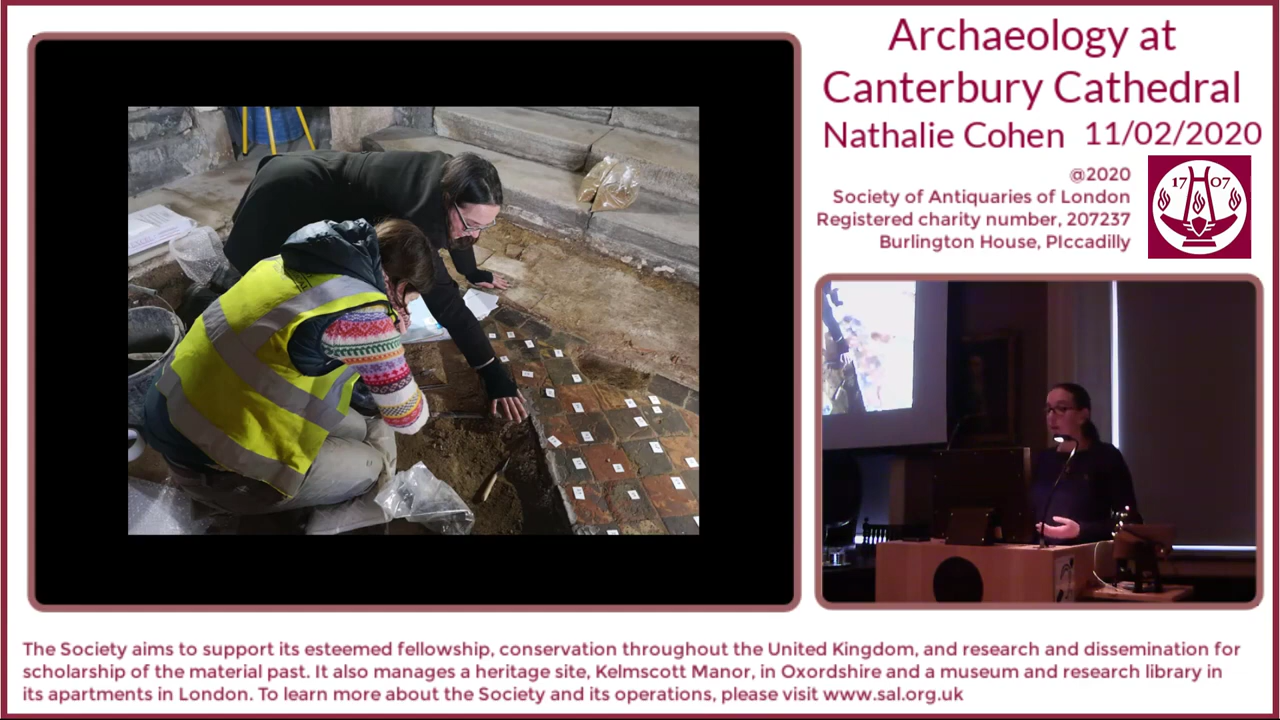 Archaeology at
Canterbury Cathedral
Nathalie Cohen 11/02/2020
@2020
Society of Antiquaries of London
Registered charity number, 207237
Burlington House, PIccadilly
17 07
The Society aims to support its esteemed fellowship, conservation throughout the United Kingdom, and research and dissemination for
scholarship of the material past. It also manages a heritage site, Kelmscott Manor, in Oxordshire and a museum and research library in
its apartments in London. To learn more about the Society and its operations, please visit www.sal.org.uk